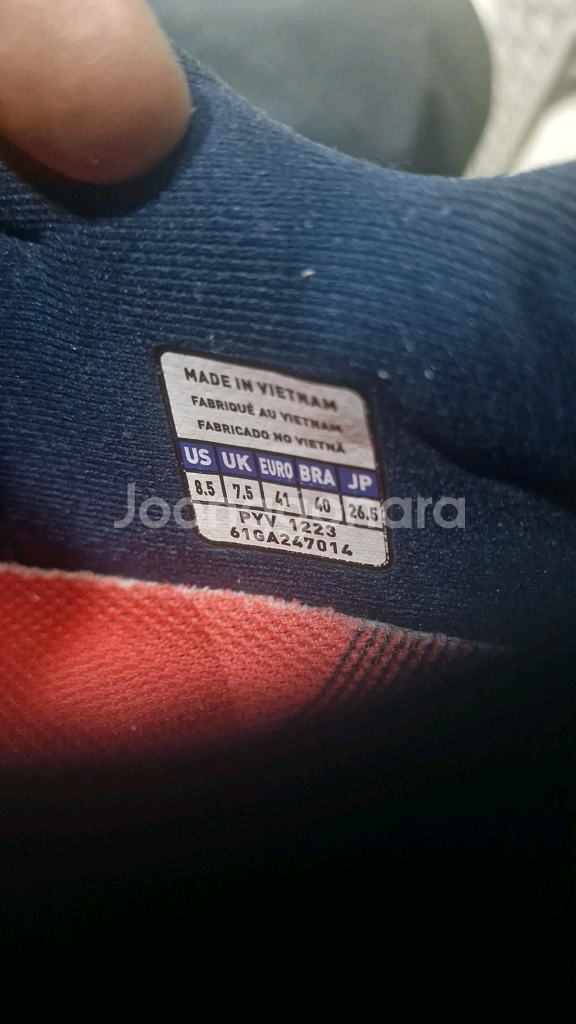 MADE IN VIETNAM
FABRIQUÉ AU VIETNAM
FABRICADO NO VIETNÃ
US UK EURO BRA JP
8.5 7.5 41 40 26.5
PYV 1223
61GA247014